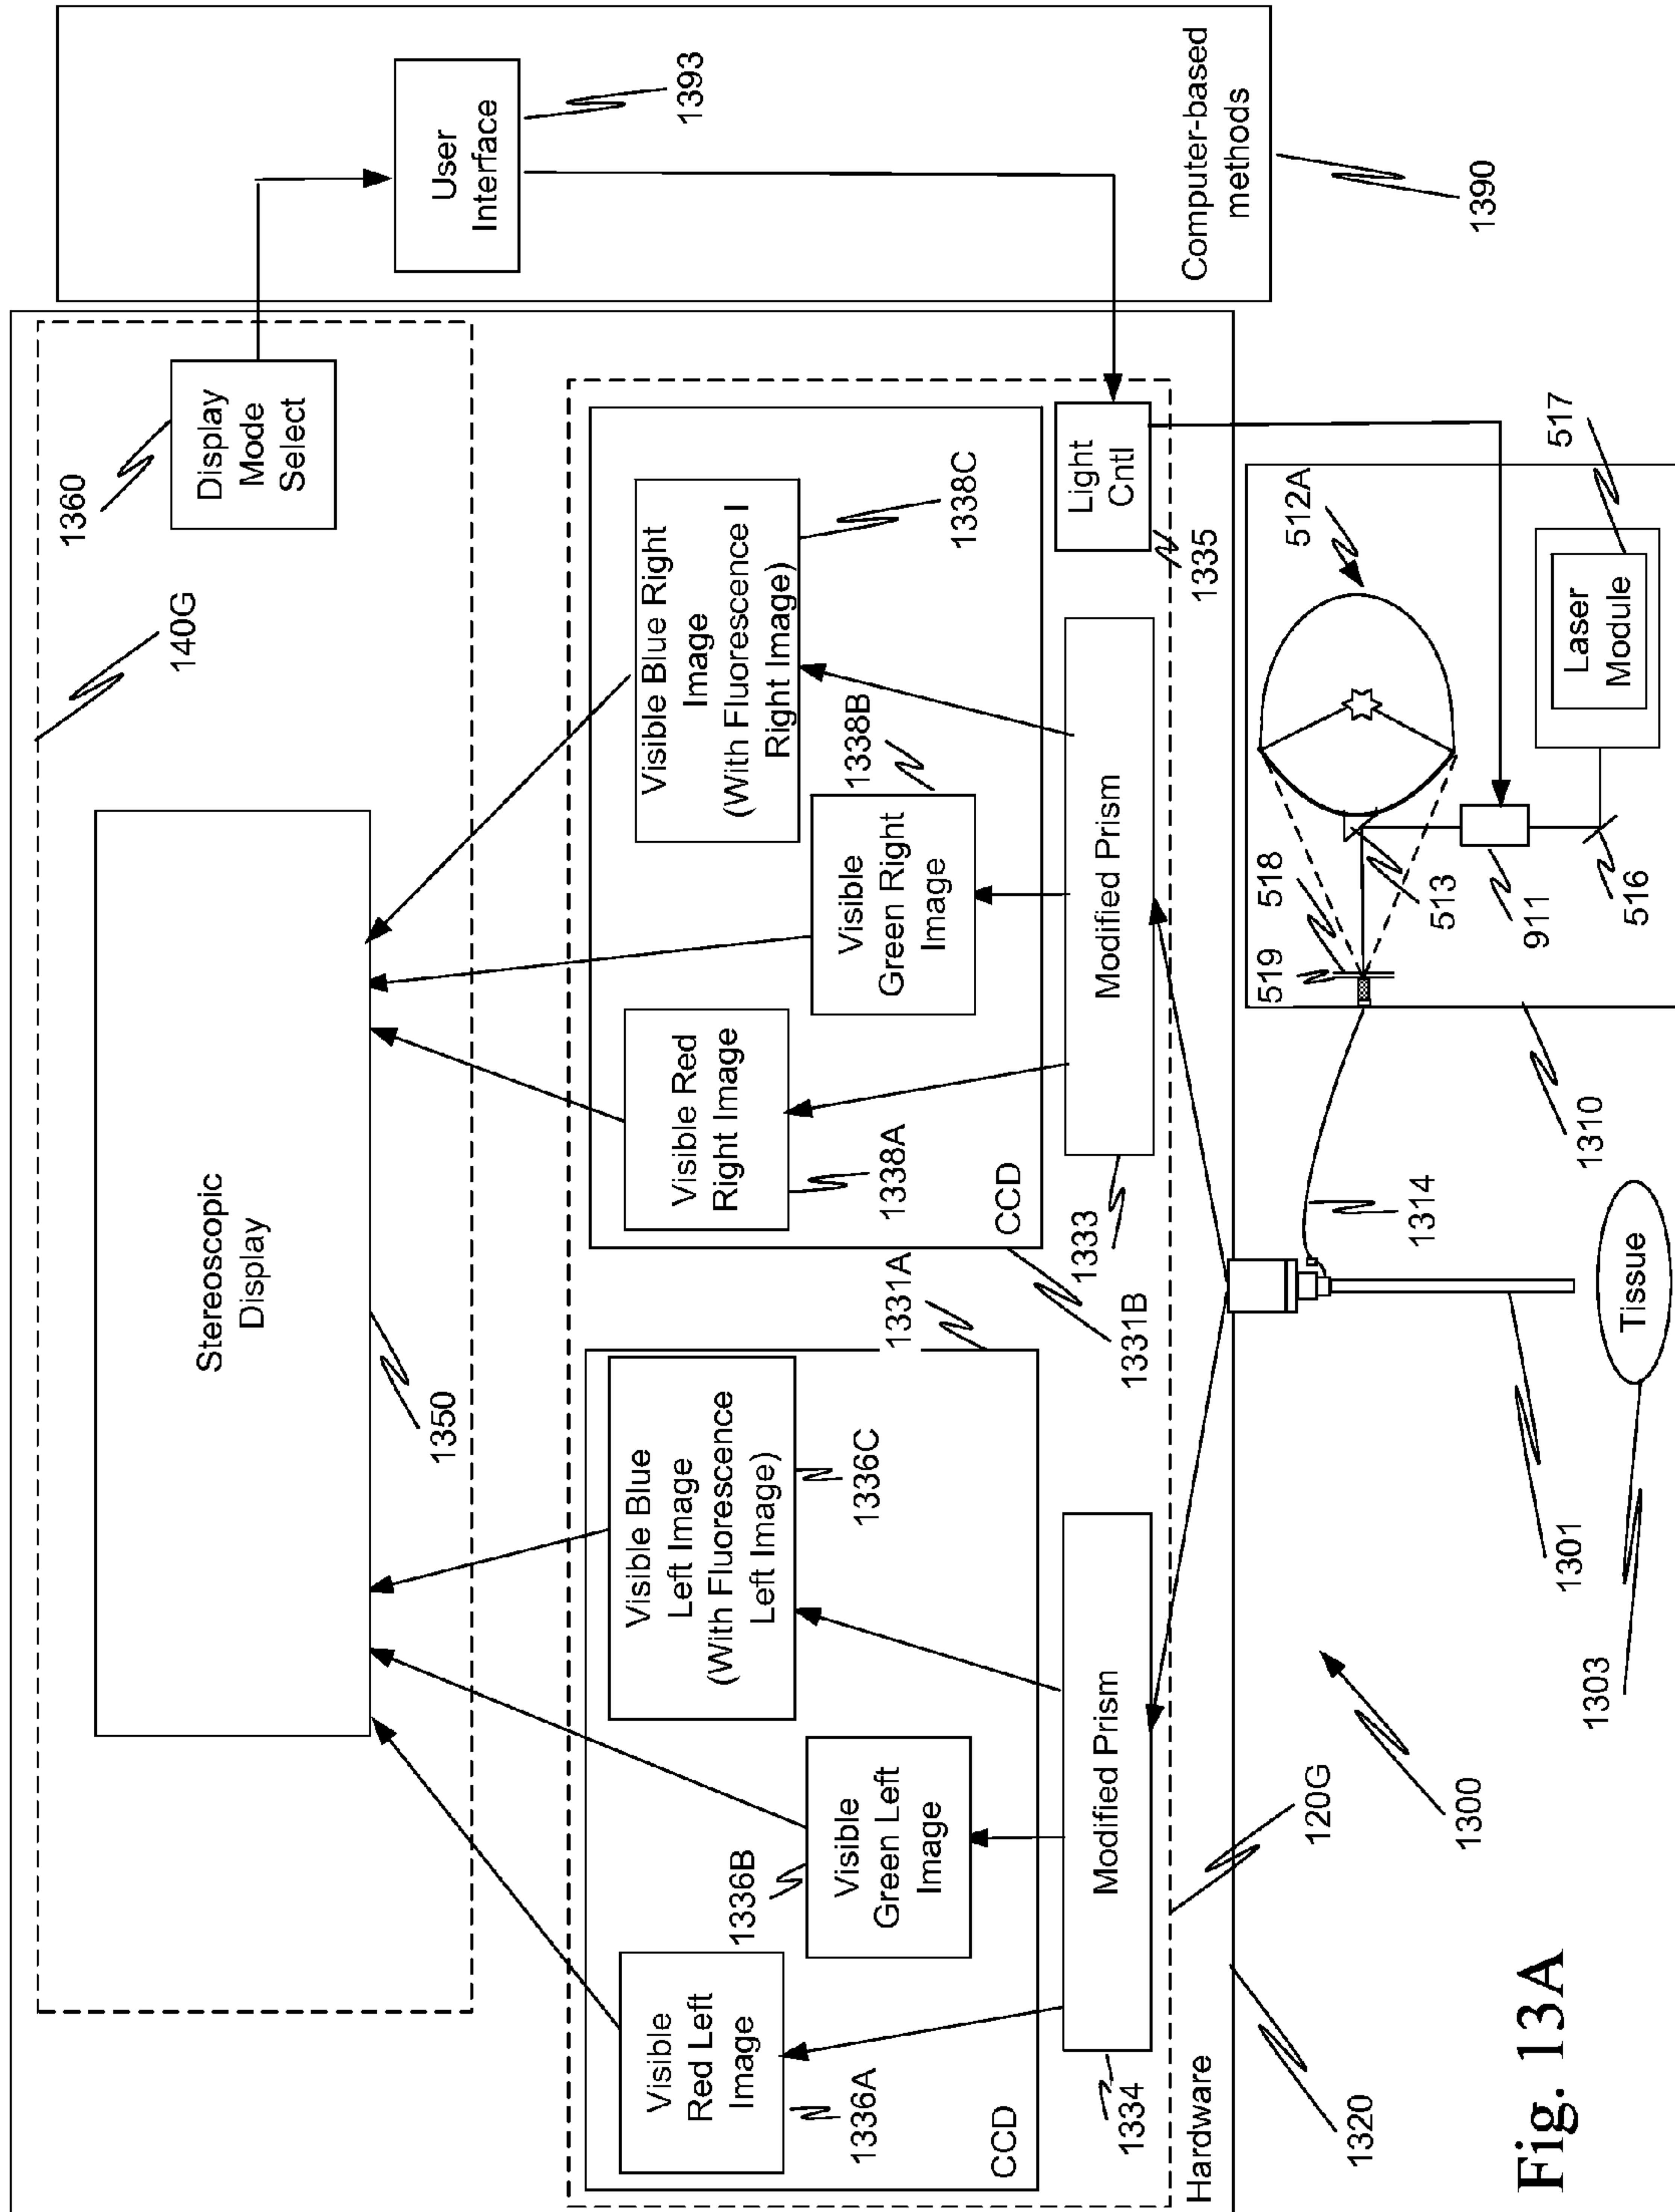 140G
1360
Stereoscopic
Display
Display
Mode
Select
1350
User
Interface
1393
Visible
Red Left
Image
1336A
1336B
Visible
Green Left
Image
Visible Blue
Left Image
(With Fluorescence
Left Image)
1336C
CCD
1331A
Visible Red
Right Image
1338A
Visible
Green Right
Image
1338B
Visible Blue Right
Image
(With Fluorescence I
Right Image)
1338C
CCD
1331B
Modified Prism
1334
Modified Prism
1333
Light
Cntl
1335
Hardware
1320
120G
Computer-based
methods
1390
1300
1301
1303
Tissue
1314
1310
519
518
513
911
516
512A
517
Laser
Module
Fig. 13A